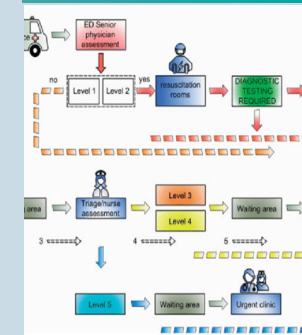 ED Senior
physician
assessment
no
yes
Level 1
Level 2
resuscitation
rooms
DIAGNOSTIC
TESTING
REQUIRED
area
Triage/nurse
assessment
Level 3
Level 4
Waiting area
3
4
5
Level 5
Waiting area
Urgent clinic